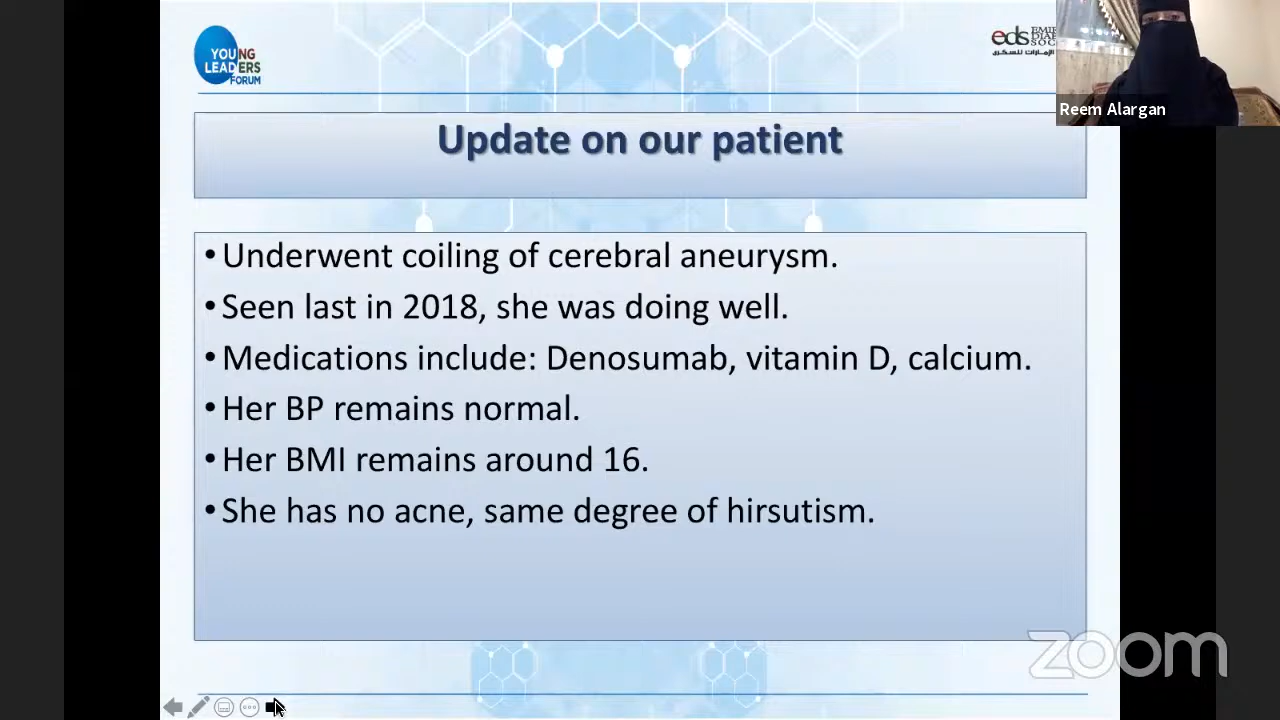 YOUNG
LEADERS
FORUM
eds
الإمارات للسكري
Reem Alargan
Update on our patient
•Underwent coiling of cerebral aneurysm.
•Seen last in 2018, she was doing well.
•Medications include: Denosumab, vitamin D, calcium.
•Her BP remains normal.
•Her BMI remains around 16.
•She has no acne, same degree of hirsutism.
zoom